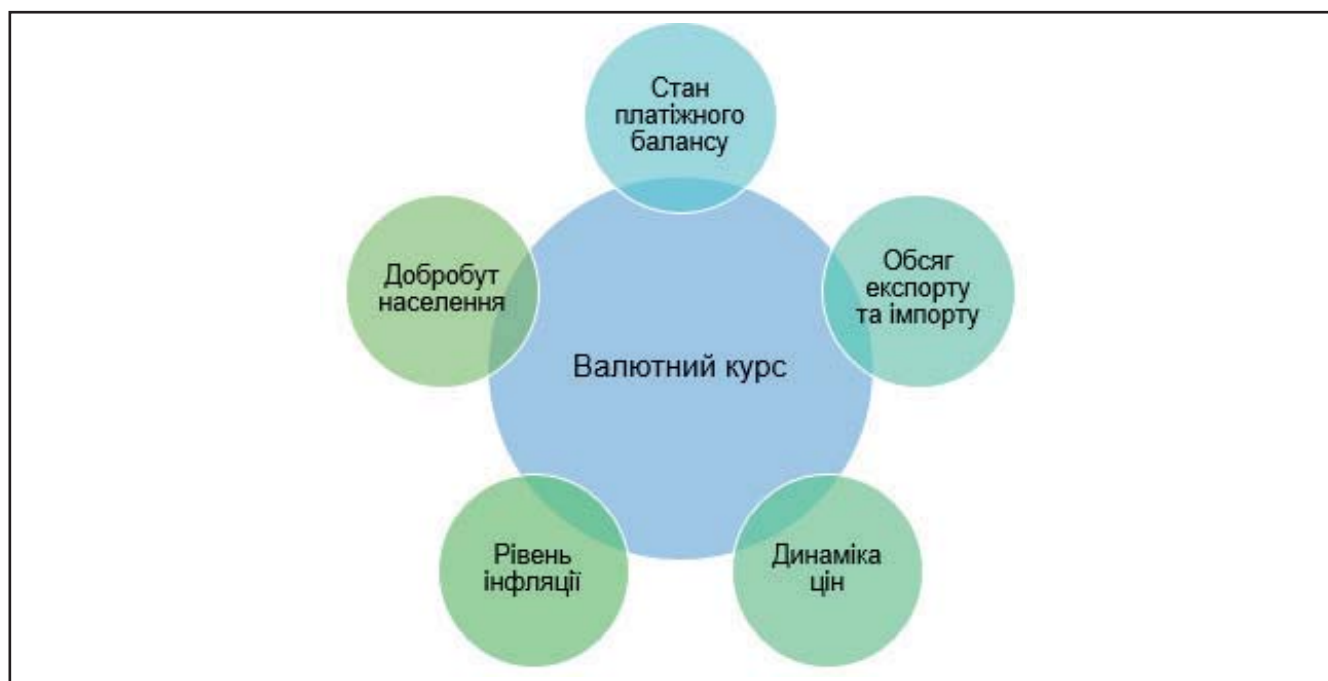 Стан
платіжного
балансу
Добробут
населення
Обсяг
експорту
та імпорту
Валютний курс
Рівень
інфляції
Динаміка
цін